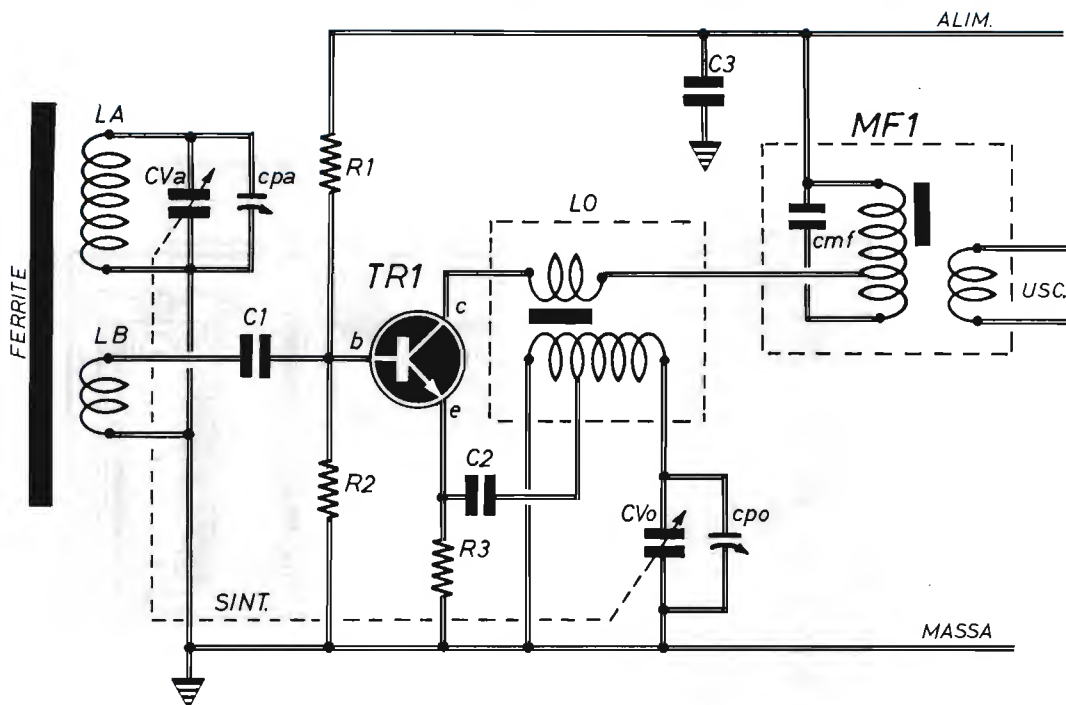 ALIM.
C3
MF1
LA
CVa
cpa
R1
LO
cmf
USC.
FERRITE
TR1
c
C1
LB
b
e
C2
R2
CVo
cpo
R3
SINT.
MASSA